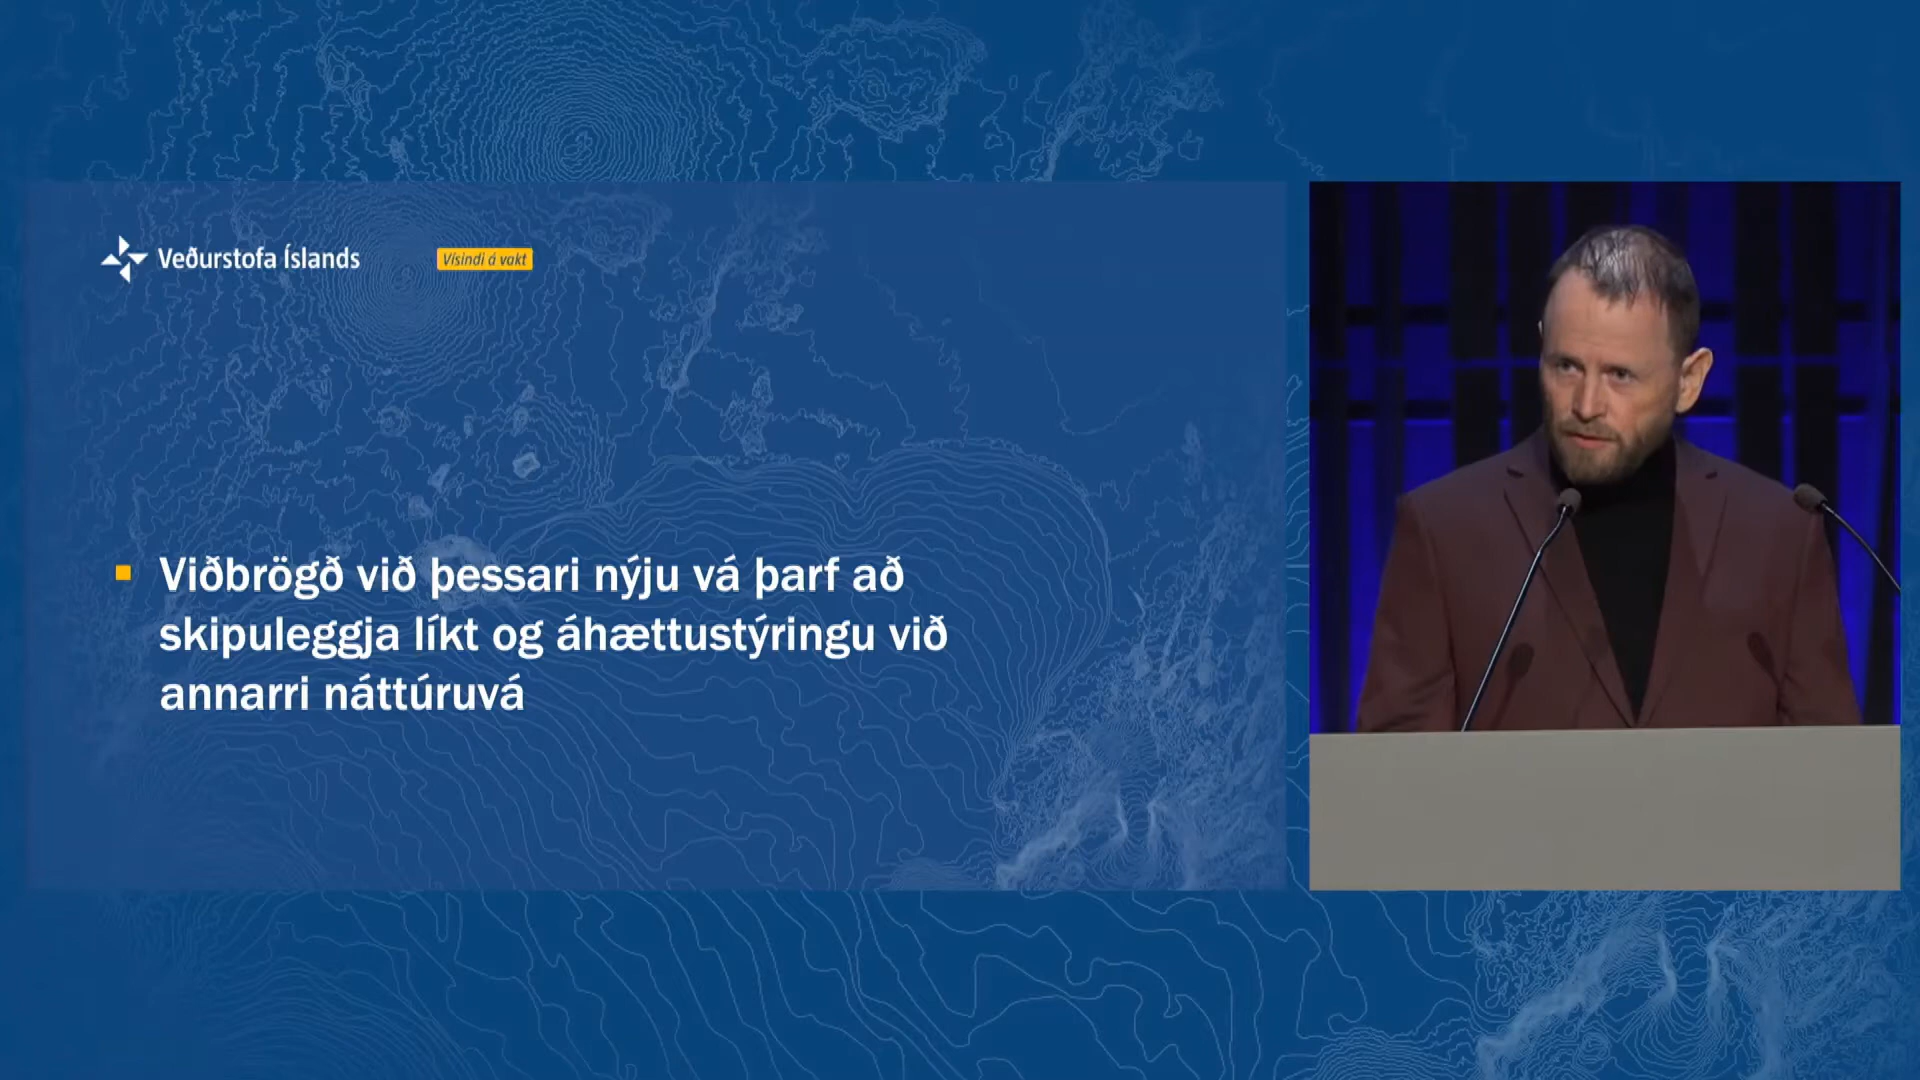 Veðurstofa Íslands
Vísindi á vakt
Viðbrögð við þessari nýju vá þarf að
skipuleggja líkt og áhættustýringu við
annarri náttúruvá